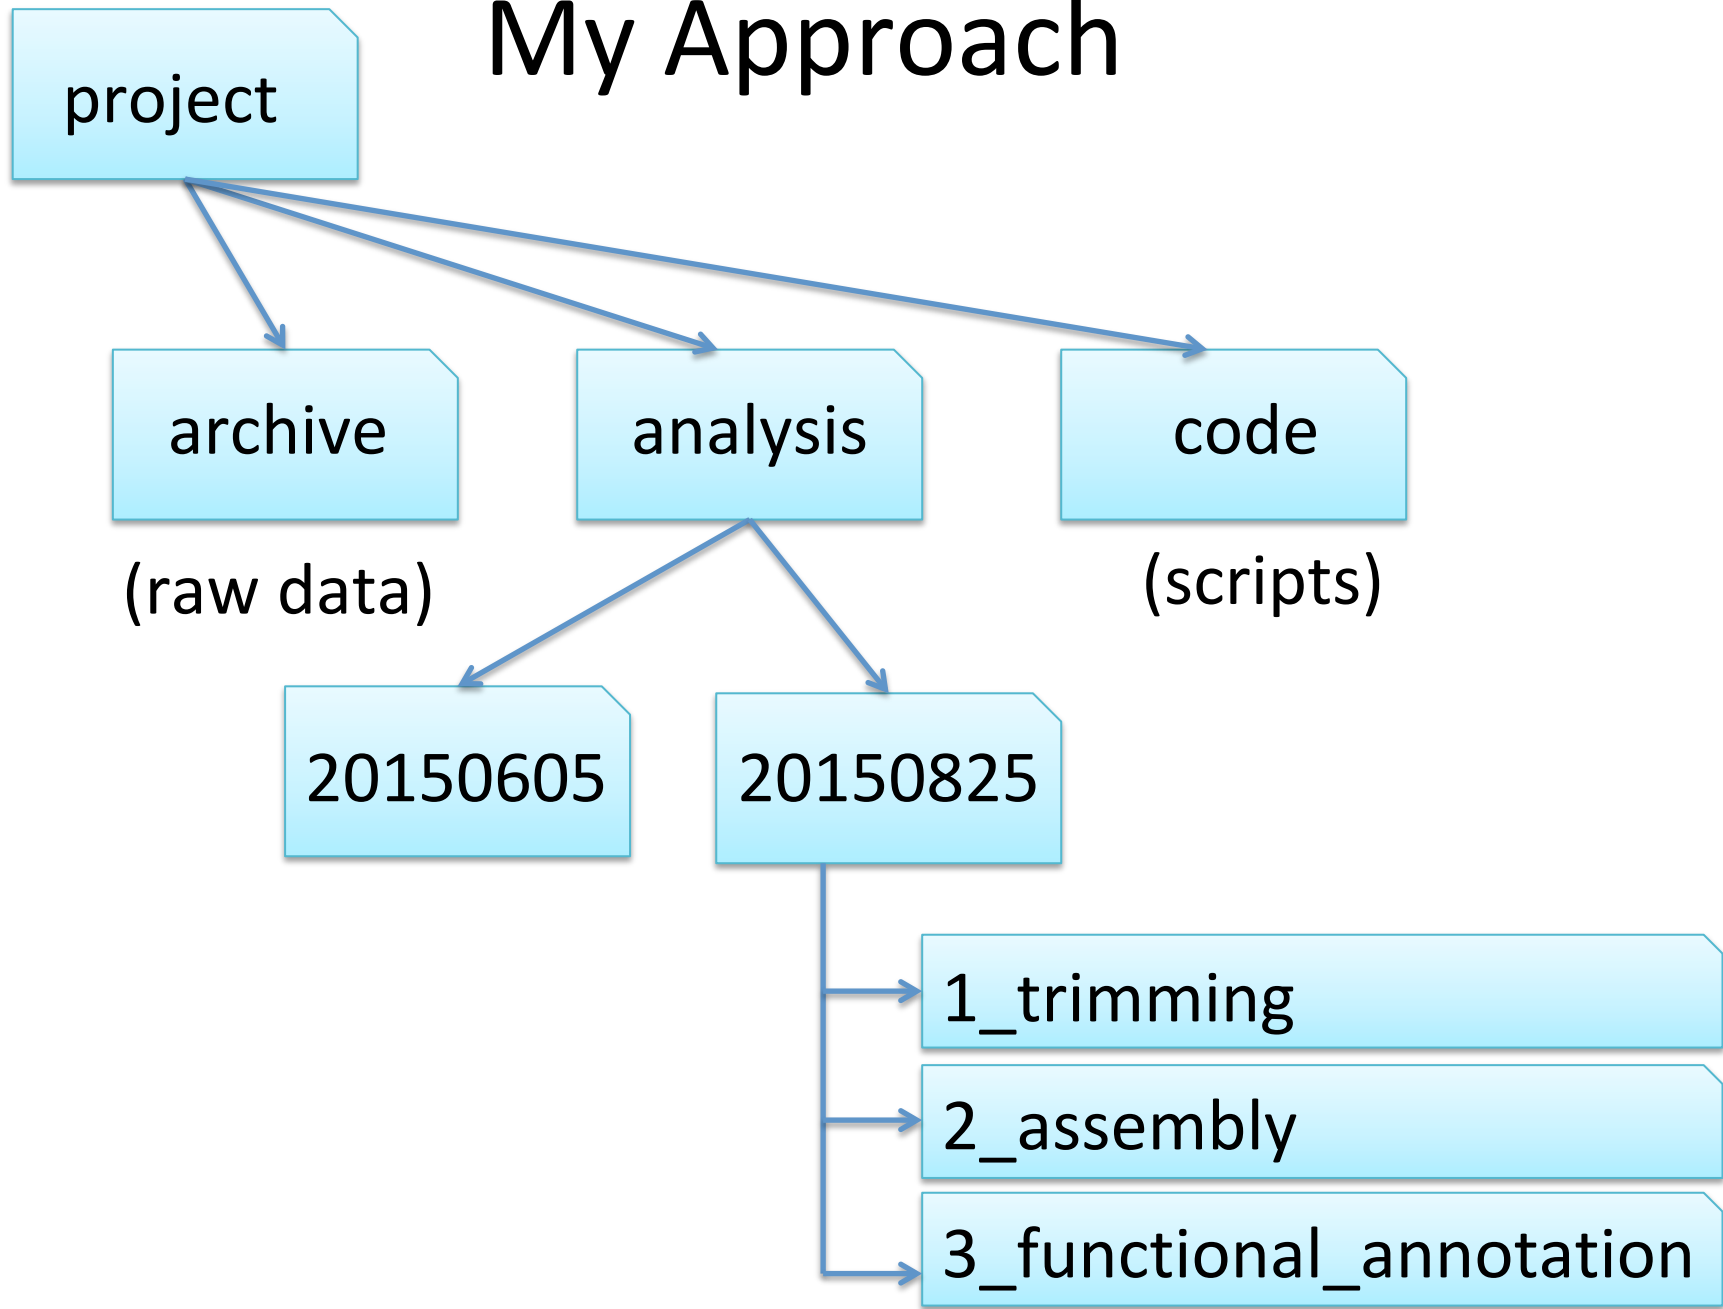 My Approach
project
archive
analysis
code
(raw data)
(scripts)
20150605
20150825
1_trimming
2_assembly
3_functional_annotation